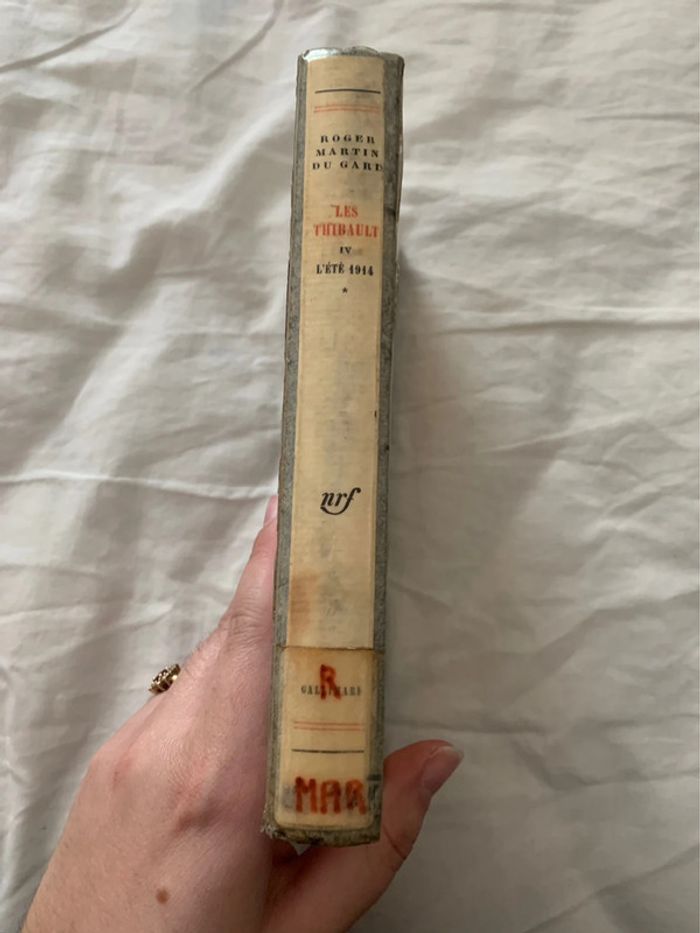 ROGER
MARTIN
DU GARD
LES
THIBAULT
IV
L'ÉTÉ 1914
*
nrf
R
GALLIMARD
MAR